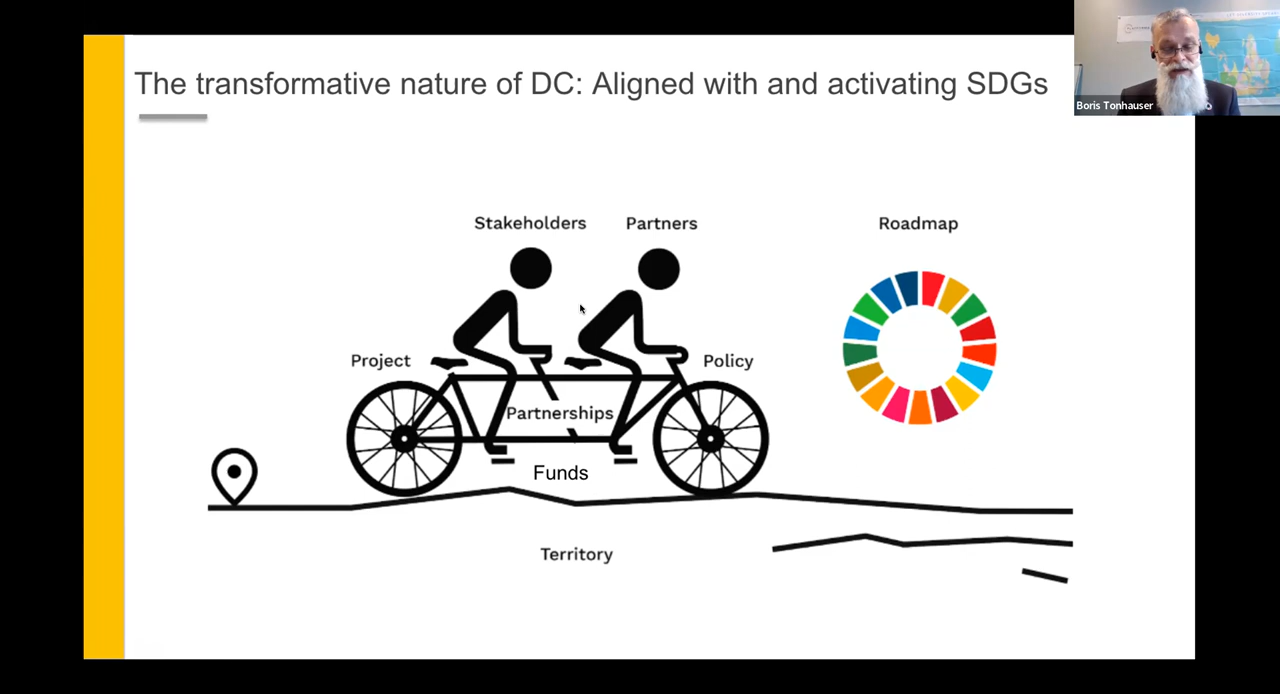 The transformative nature of DC: Aligned with and activating SDGs
Boris Tonhauser
Stakeholders
Partners
Roadmap
Project
Policy
Partnerships
Funds
Territory